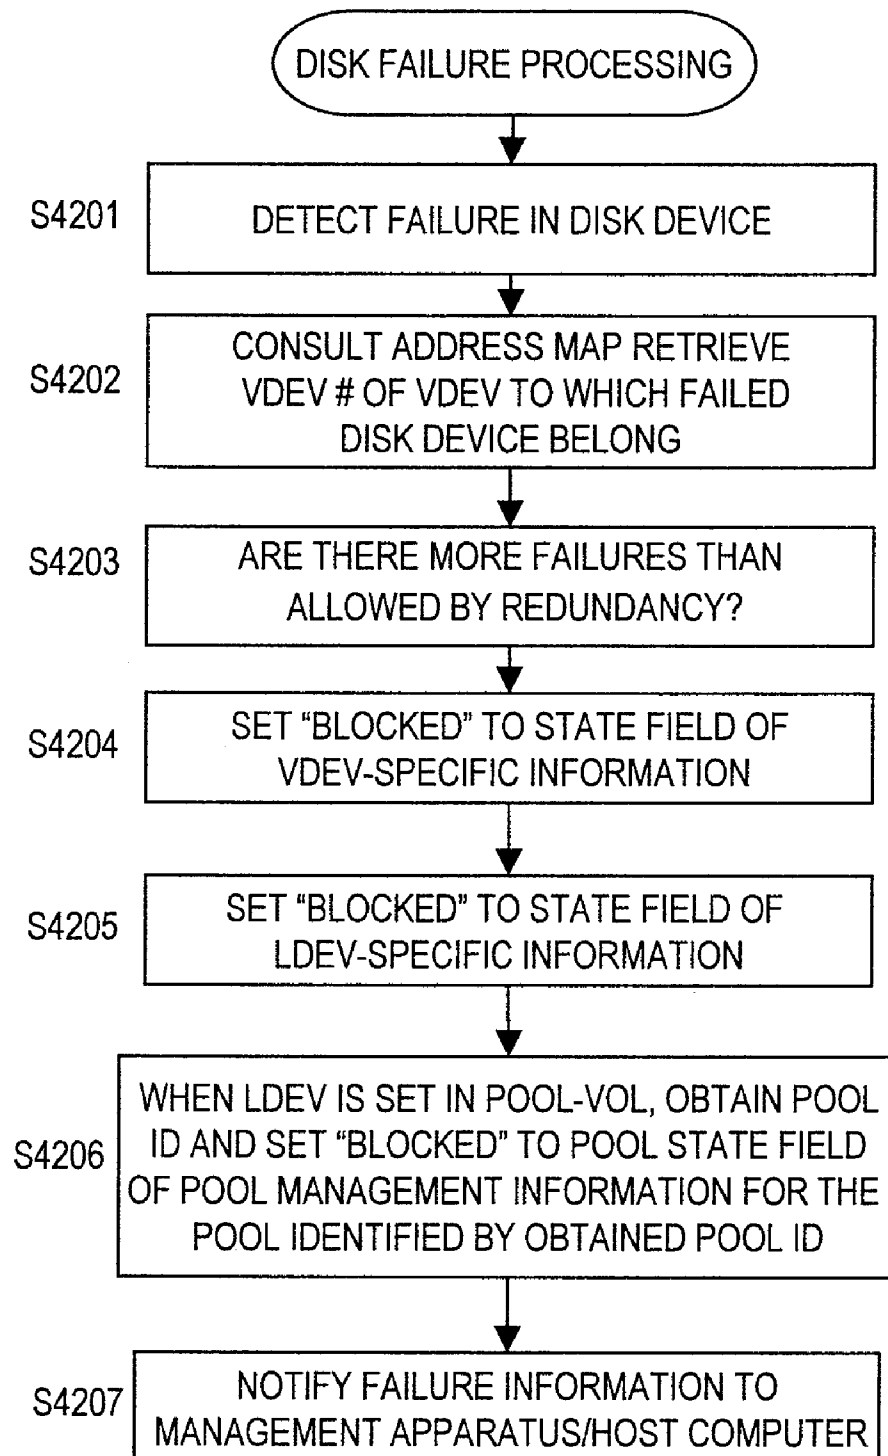 DISK FAILURE PROCESSING
S4201
DETECT FAILURE IN DISK DEVICE
S4202
CONSULT ADDRESS MAP RETRIEVE
VDEV # OF VDEV TO WHICH FAILED
DISK DEVICE BELONG
S4203
ARE THERE MORE FAILURES THAN
ALLOWED BY REDUNDANCY?
S4204
SET "BLOCKED" TO STATE FIELD OF
VDEV-SPECIFIC INFORMATION
S4205
SET "BLOCKED" TO STATE FIELD OF
LDEV-SPECIFIC INFORMATION
S4206
WHEN LDEV IS SET IN POOL-VOL, OBTAIN POOL
ID AND SET "BLOCKED" TO POOL STATE FIELD
OF POOL MANAGEMENT INFORMATION FOR THE
POOL IDENTIFIED BY OBTAINED POOL ID
S4207
NOTIFY FAILURE INFORMATION TO
MANAGEMENT APPARATUS/HOST COMPUTER